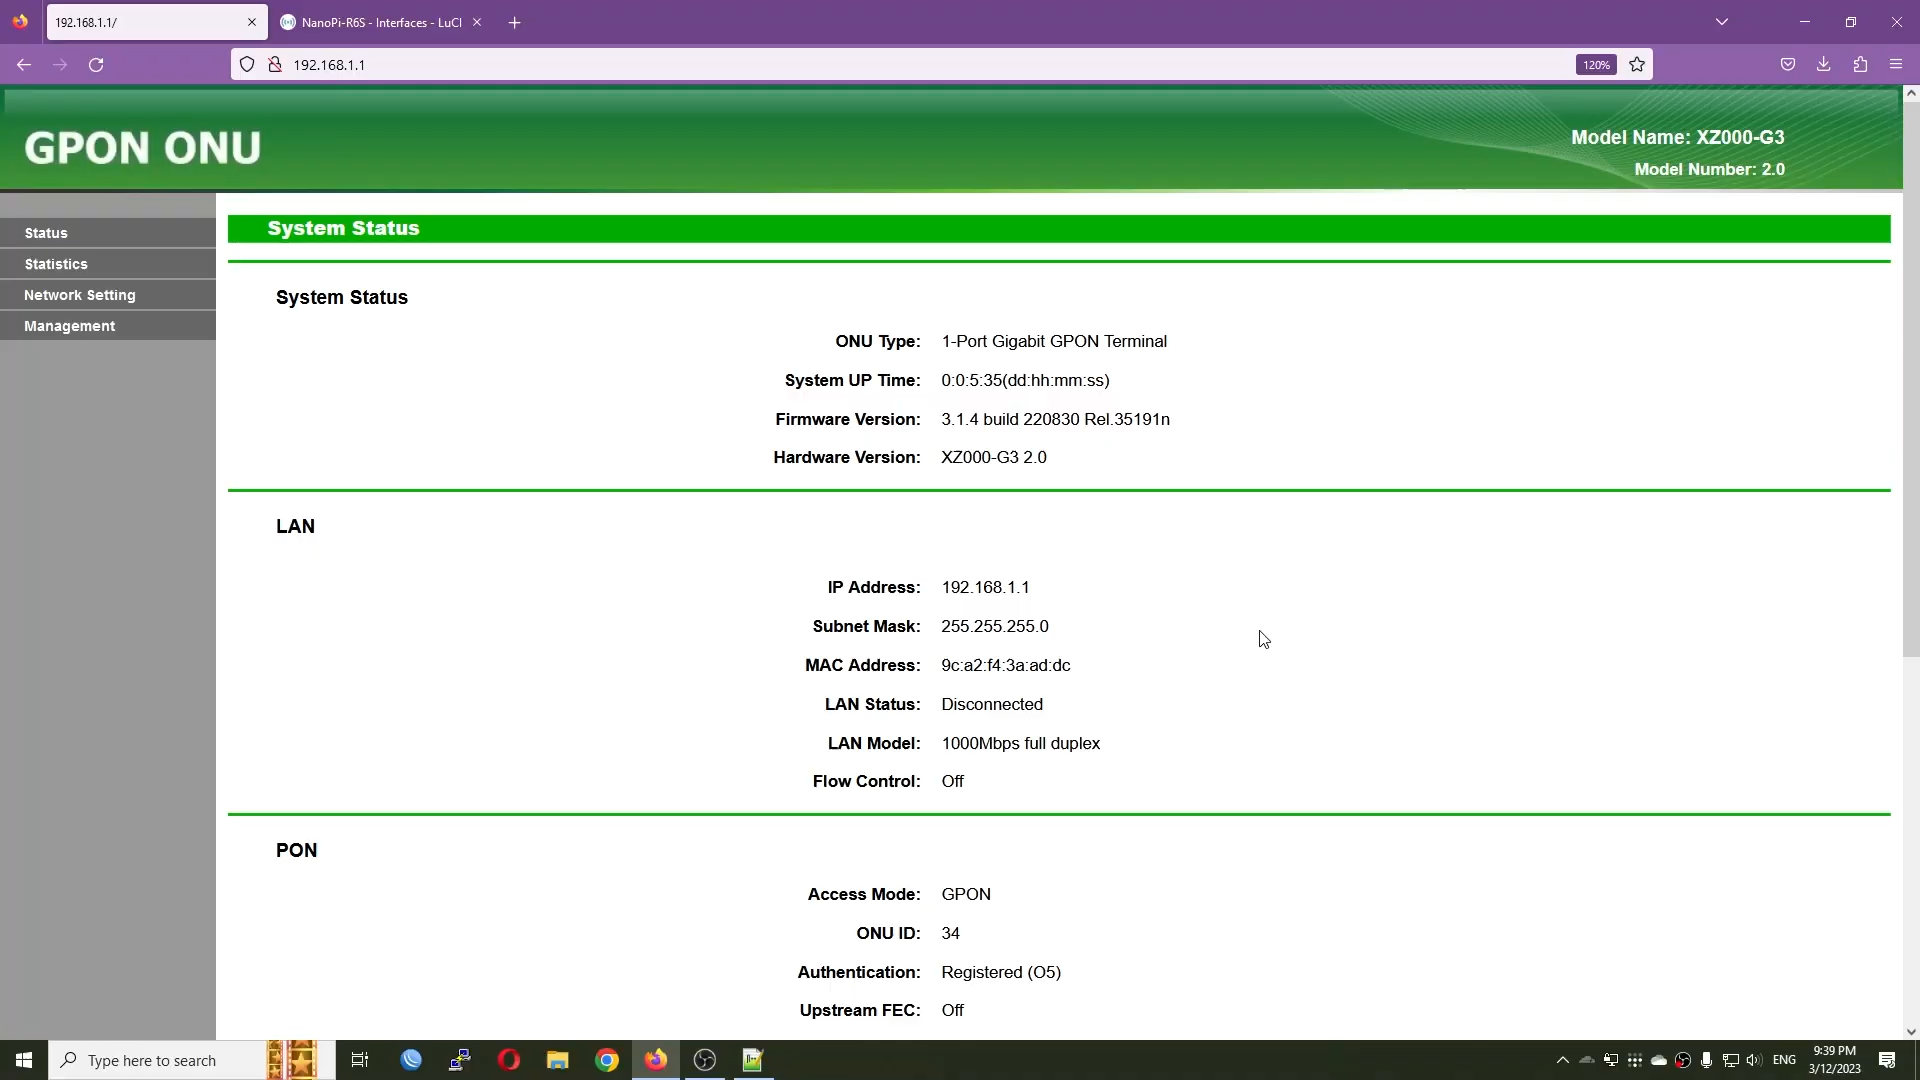 192.168.1.1/
NanoPi-R6S - Interfaces - LuCI
192.168.1.1
120%
GPON ONU
Model Name: XZ000-G3
Model Number: 2.0
Status
Statistics
Network Setting
Management
System Status
System Status
ONU Type: 1-Port Gigabit GPON Terminal
System UP Time: 0:0:5:35(dd:hh:mm:ss)
Firmware Version: 3.1.4 build 220830 Rel.35191n
Hardware Version: XZ000-G3 2.0
LAN
IP Address: 192.168.1.1
Subnet Mask: 255.255.255.0
MAC Address: 9c:a2:f4:3a:ad:dc
LAN Status: Disconnected
LAN Model: 1000Mbps full duplex
Flow Control: Off
PON
Access Mode: GPON
ONU ID: 34
Authentication: Registered (O5)
Upstream FEC: Off
Type here to search
ENG
9:39 PM
3/12/2023